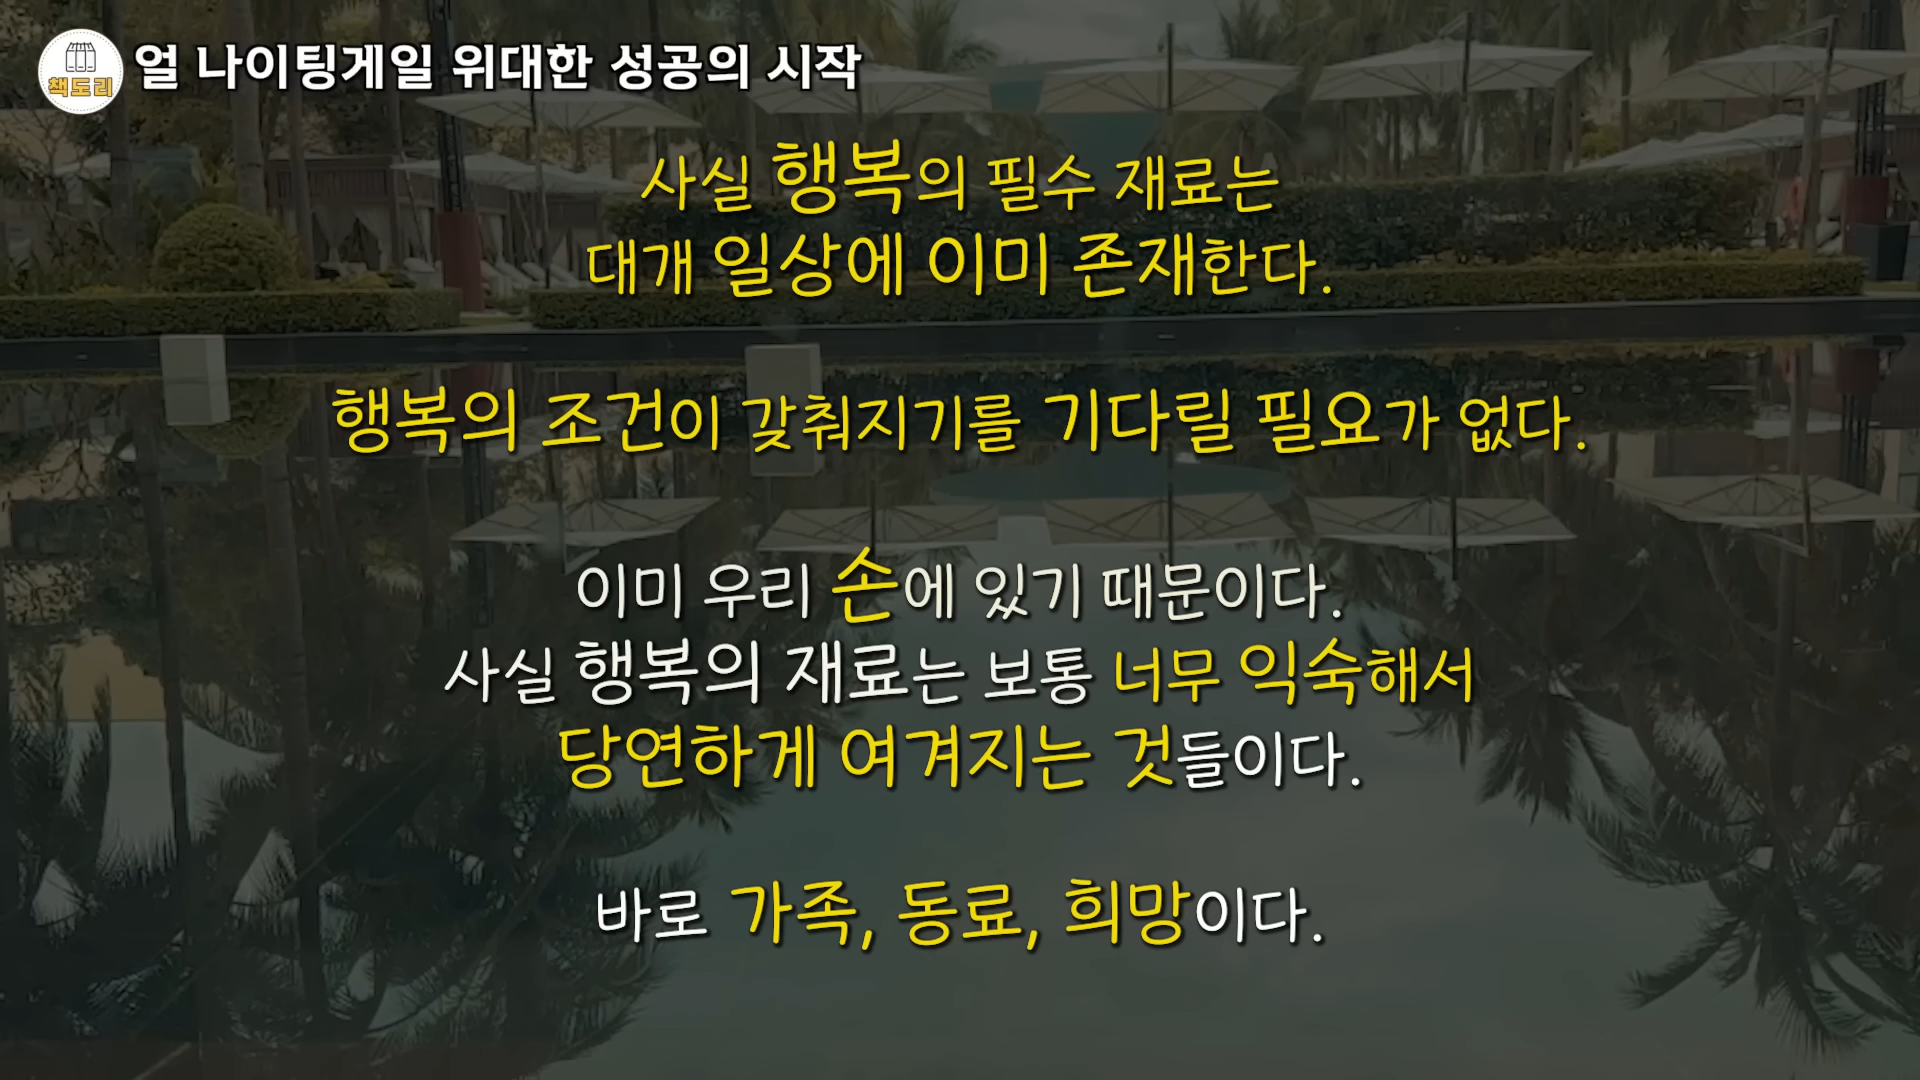 책도리
얼 나이팅게일 위대한 성공의 시작
사실 행복의 필수 재료는
대개 일상에 이미 존재한다.
행복의 조건이 갖춰지기를 기다릴 필요가 없다.
이미 우리 손에 있기 때문이다.
사실 행복의 재료는 보통 너무 익숙해서
당연하게 여겨지는 것들이다.
바로 가족, 동료, 희망이다.